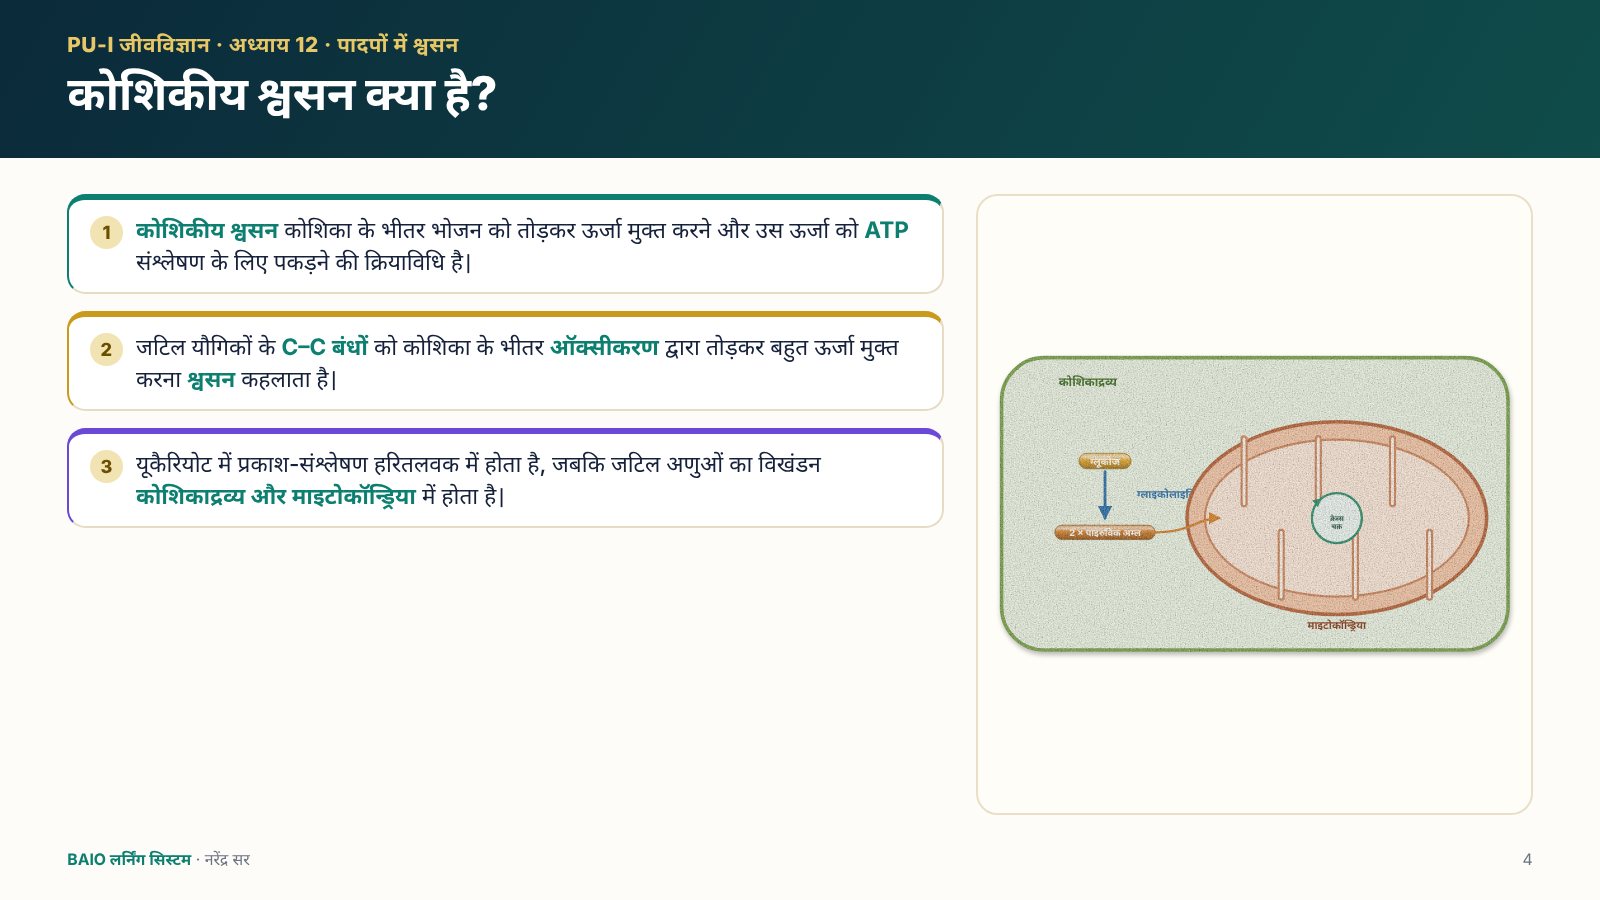 PU-I जीवविज्ञान · अध्याय 12 · पादपों में श्वसन
कोशिकीय श्वसन क्या है?
1
कोशिकीय श्वसन कोशिका के भीतर भोजन को तोड़कर ऊर्जा मुक्त करने और उस ऊर्जा को ATP
संश्लेषण के लिए पकड़ने की क्रियाविधि है|
2
जटिल यौगिकों के C–C बंधों को कोशिका के भीतर ऑक्सीकरण द्वारा तोड़कर बहुत ऊर्जा मुक्त
करना श्वसन कहलाता है|
3
यूकैरियोट में प्रकाश-संश्लेषण हरितलवक में होता है, जबकि जटिल अणुओं का विखंडन
कोशिकाद्रव्य और माइटोकॉन्ड्रिया में होता है|
कोशिकाद्रव्य
ग्लूकोज
2 × पाइरुविक अम्ल
क्रेब्स
चक्र
माइटोकॉन्ड्रिया
BAIO लर्निंग सिस्टम · नरेंद्र सर
4